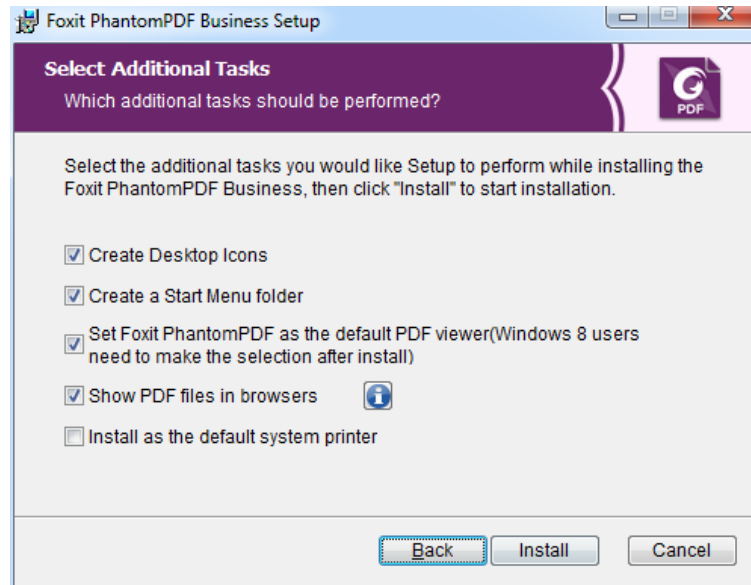 Foxit PhantomPDF Business Setup
Select Additional Tasks
Which additional tasks should be performed?
PDF
Select the additional tasks you would like Setup to perform while installing the
Foxit PhantomPDF Business, then click "Install" to start installation.
Create Desktop Icons
Create a Start Menu folder
Set Foxit PhantomPDF as the default PDF viewer(Windows 8 users
need to make the selection after install)
Show PDF files in browsers
Install as the default system printer
Back Install Cancel